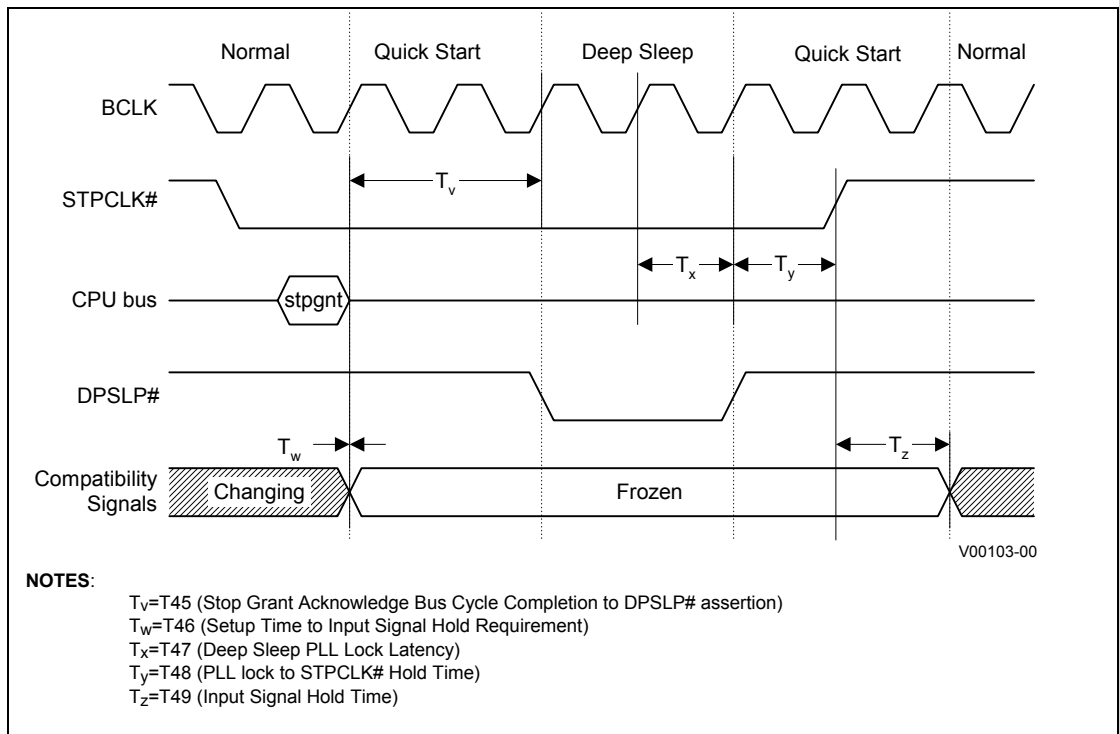 Normal Quick Start Deep Sleep Quick Start Normal
BCLK
Tv
STPCLK#
Tx Ty
CPU bus stpgnt
DPSLP#
Tw Tz
Compatibility
Signals
Changing Frozen
V00103-00
NOTES:
Tv=T45 (Stop Grant Acknowledge Bus Cycle Completion to DPSLP# assertion)
Tw=T46 (Setup Time to Input Signal Hold Requirement)
Tx=T47 (Deep Sleep PLL Lock Latency)
Ty=T48 (PLL lock to STPCLK# Hold Time)
Tz=T49 (Input Signal Hold Time)